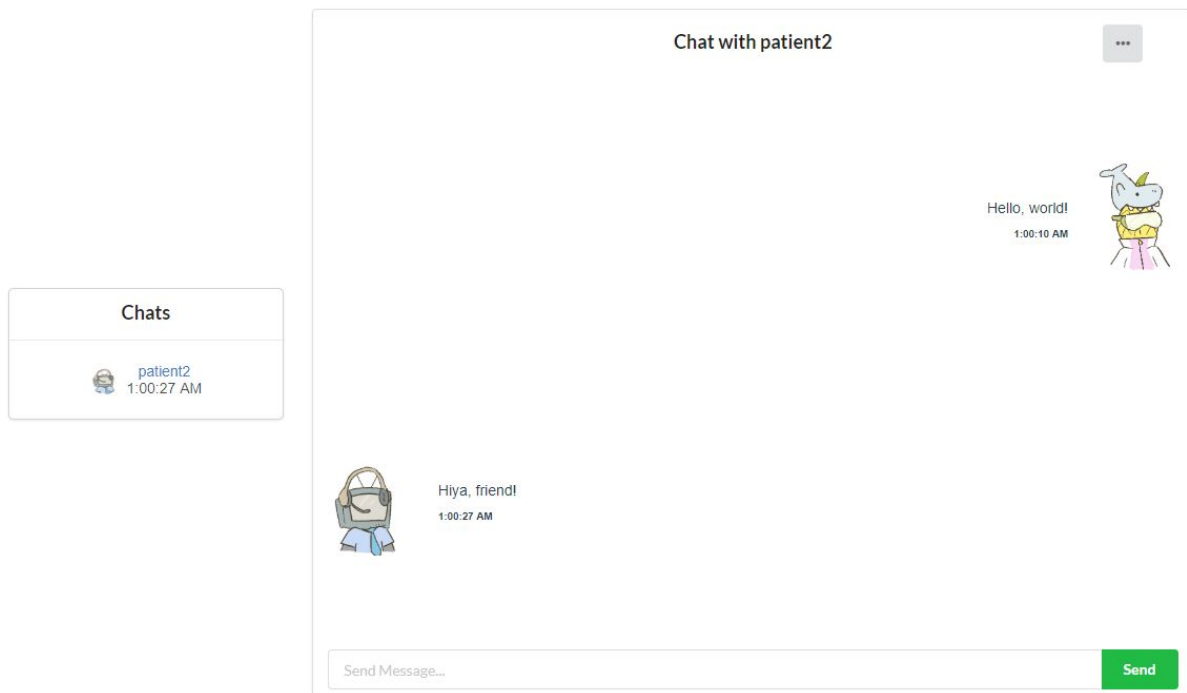 Chat with patient2
Hello, world!
1:00:10 AM
Chats
patient2
1:00:27 AM
Hiya, friend!
1:00:27 AM
Send Message...
Send